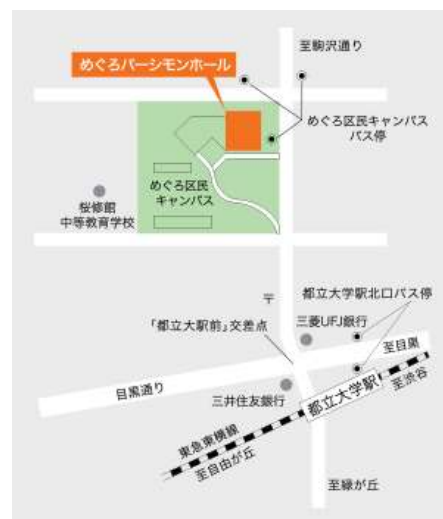 至駒沢通り
めぐろパーシモンホール
めぐろ区民キャンパス
バス停
めぐろ区民
キャンパス
桜修館
中等教育学校
〒
都立大学駅北口バス停
三菱UFJ銀行
「都立大駅前」交差点
至目黒
目黒通り
三井住友銀行
都立大学駅
至渋谷
東急東横線
至自由が丘
至緑が丘